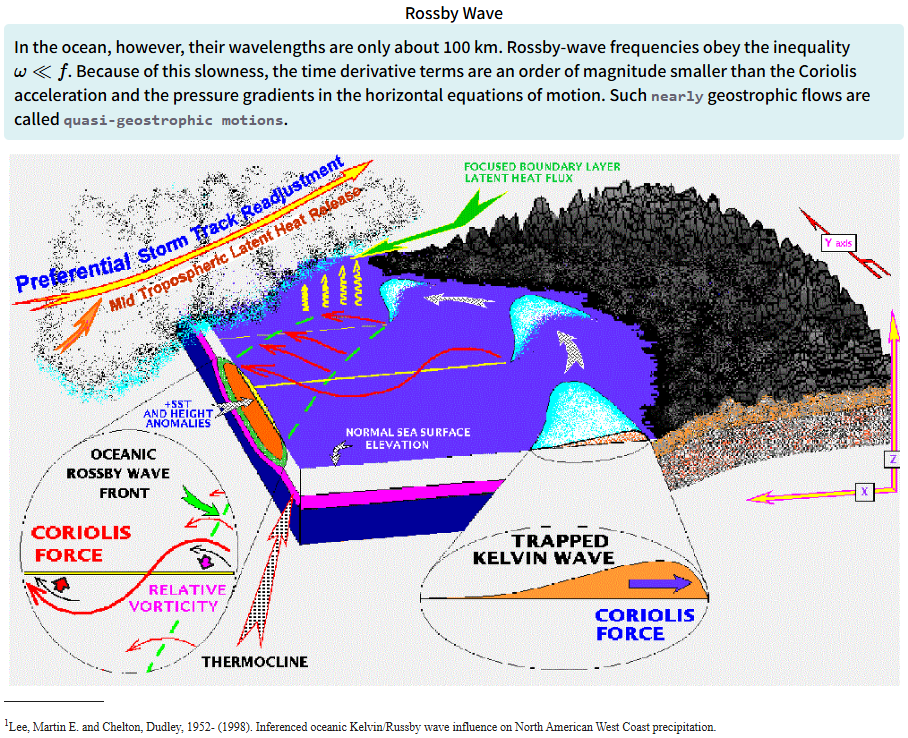 Rossby Wave
In the ocean, however, their wavelengths are only about 100 km. Rossby-wave frequencies obey the inequality
ω ≪ f. Because of this slowness, the time derivative terms are an order of magnitude smaller than the Coriolis
acceleration and the pressure gradients in the horizontal equations of motion. Such nearly geostrophic flows are
called quasi-geostrophic motions.
FOCUSED BOUNDARY LAYER
LATENT HEAT FLUX
Preferential Storm Track Readjustment
Mid Tropospheric Latent Heat Release
Y axis
+SST
AND HEIGHT
ANOMALIES
NORMAL SEA SURFACE
ELEVATION
Z
X
OCEANIC
ROSSBY WAVE
FRONT
CORIOLIS
FORCE
RELATIVE
VORTICITY
THERMOCLINE
TRAPPED
KELVIN WAVE
CORIOLIS
FORCE
1Lee, Martin E. and Chelton, Dudley, 1952- (1998). Inferenced oceanic Kelvin/Russby wave influence on North American West Coast precipitation.